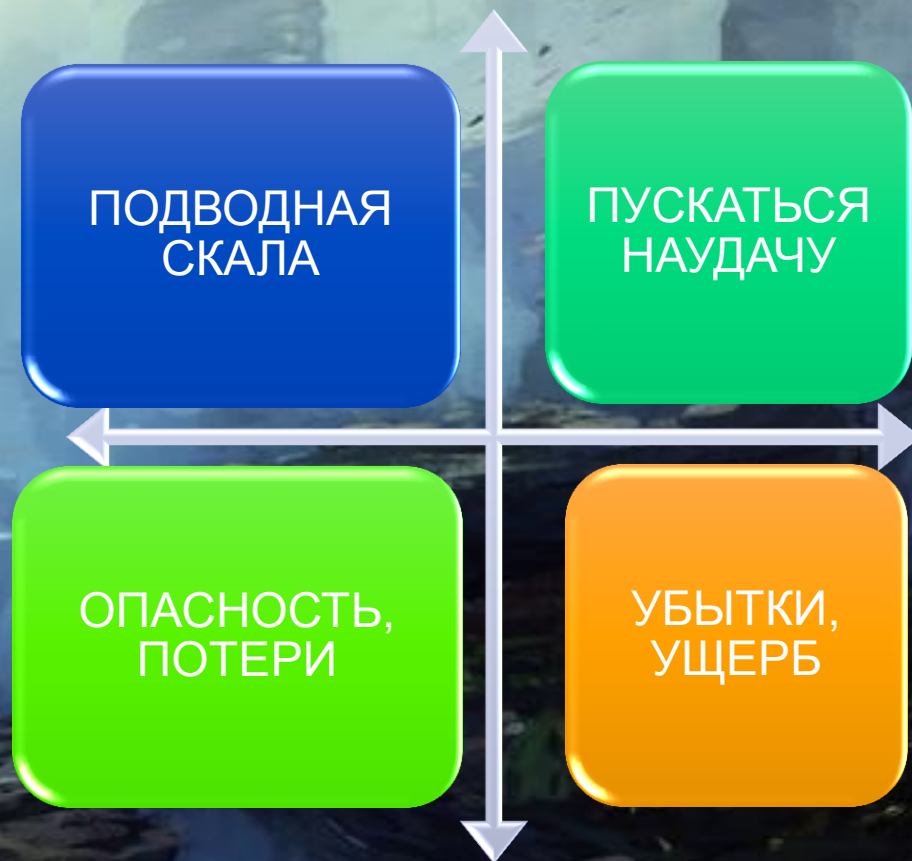 ПОДВОДНАЯ
СКАЛА
ПУСКАТЬСЯ
НАУДАЧУ
ОПАСНОСТЬ,
ПОТЕРИ
УБЫТКИ,
УЩЕРБ